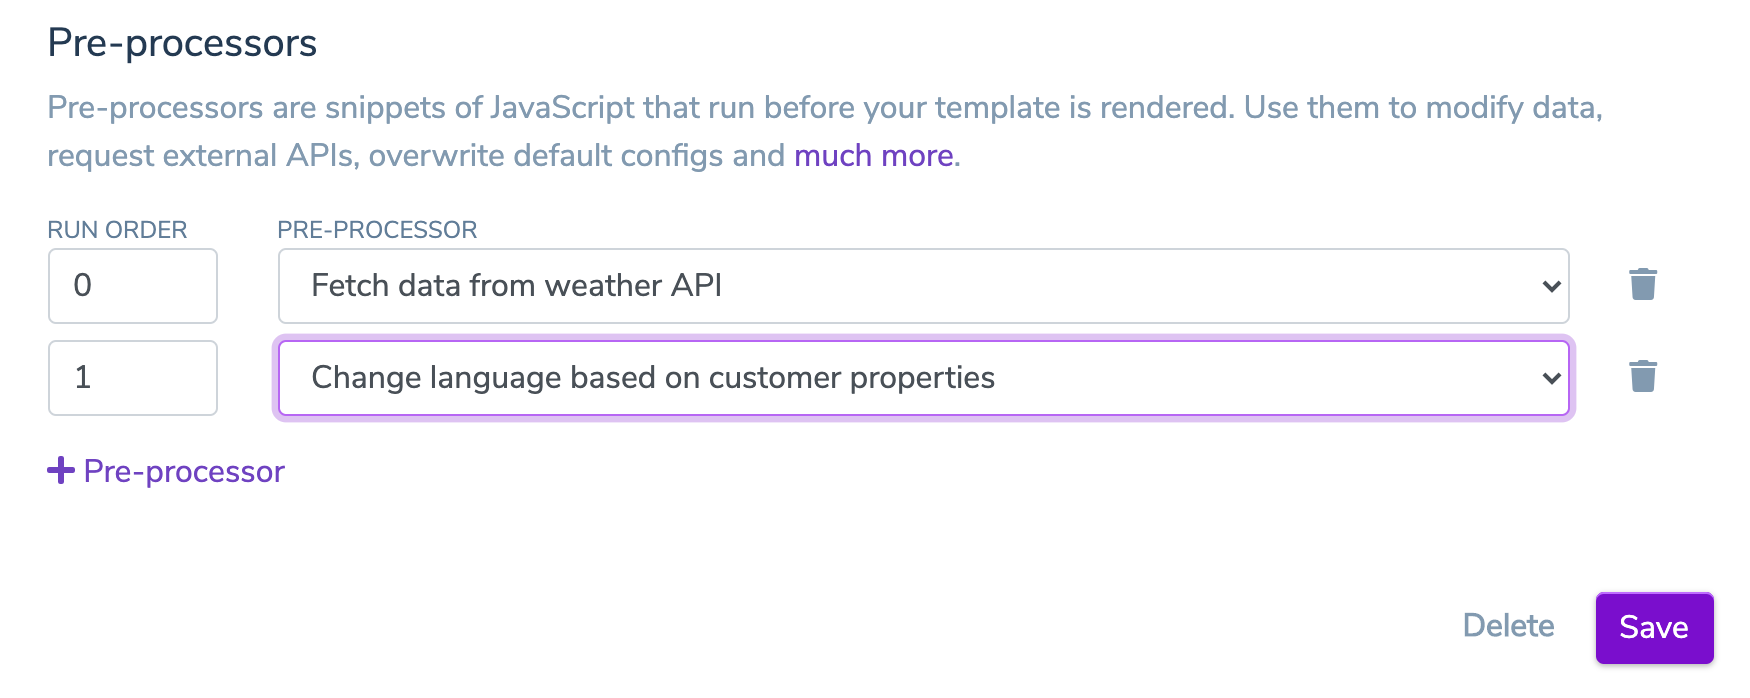 Pre-processors
Pre-processors are snippets of JavaScript that run before your template is rendered. Use them to modify data,
request external APIs, overwrite default configs and much more.
RUN ORDER PRE-PROCESSOR
0 Fetch data from weather API
1 Change language based on customer properties
+ Pre-processor
Delete Save